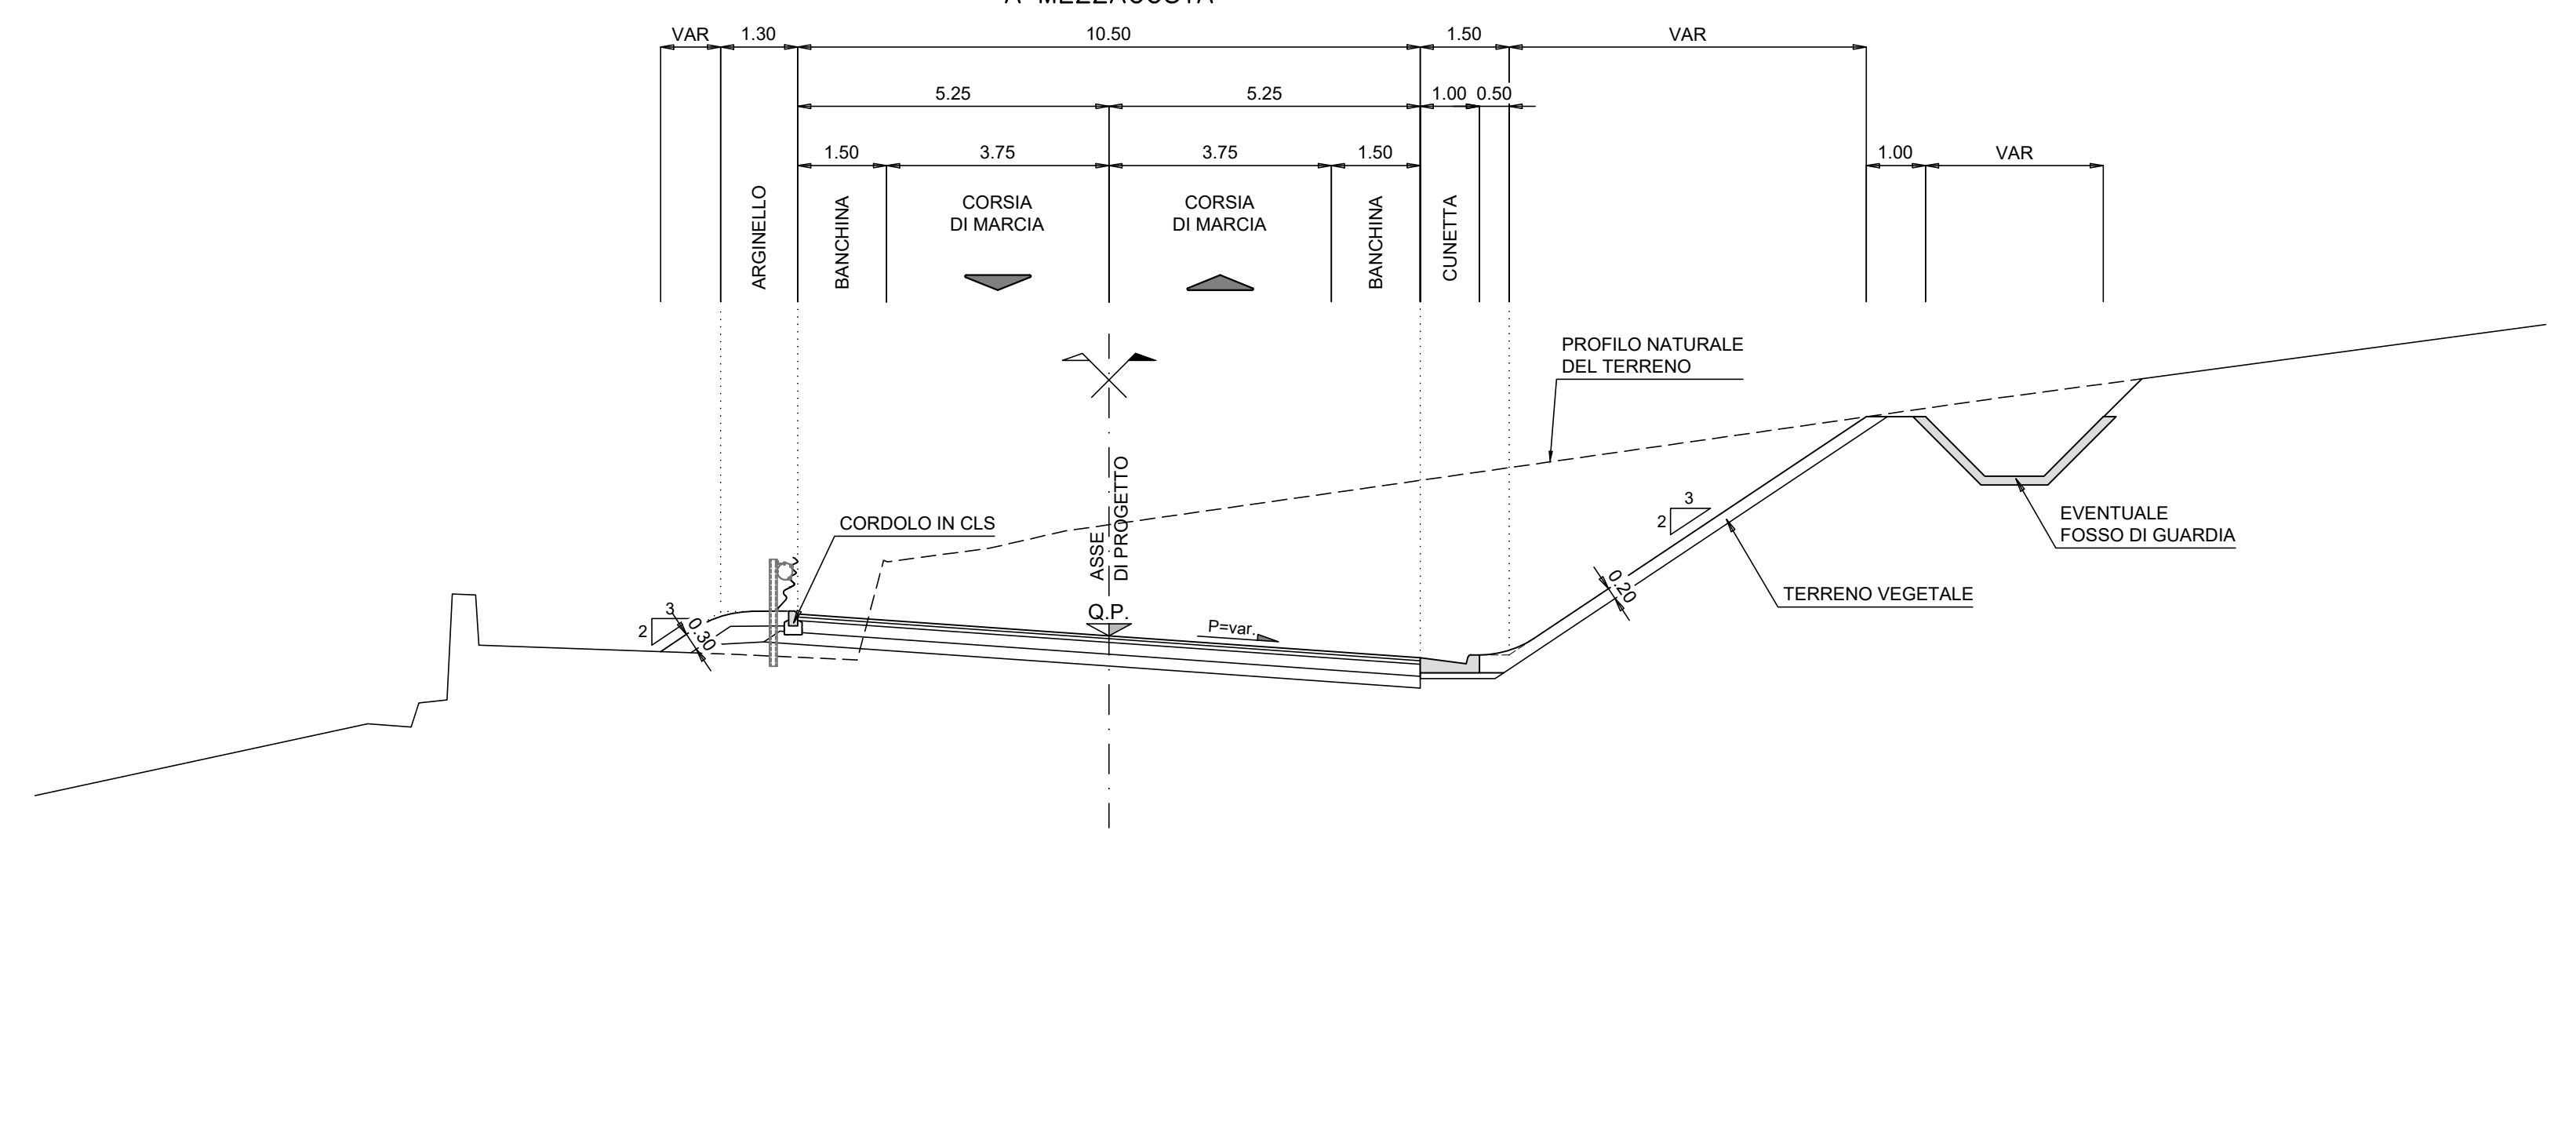 A MEZZACOSTA
VAR
1.30
10.50
1.50
VAR
5.25
5.25
1.00
0.50
1.50
3.75
3.75
1.50
1.00
VAR
ARGINELLO
BANCHINA
CORSIA
DI MARCIA
CORSIA
DI MARCIA
BANCHINA
CUNETTA
PROFILO NATURALE
DEL TERRENO
ASSE
DI PROGETTO
CORDOLO IN CLS
3
2
EVENTUALE
FOSSO DI GUARDIA
0.20
TERRENO VEGETALE
3
2
0.30
Q.P.
P=var.